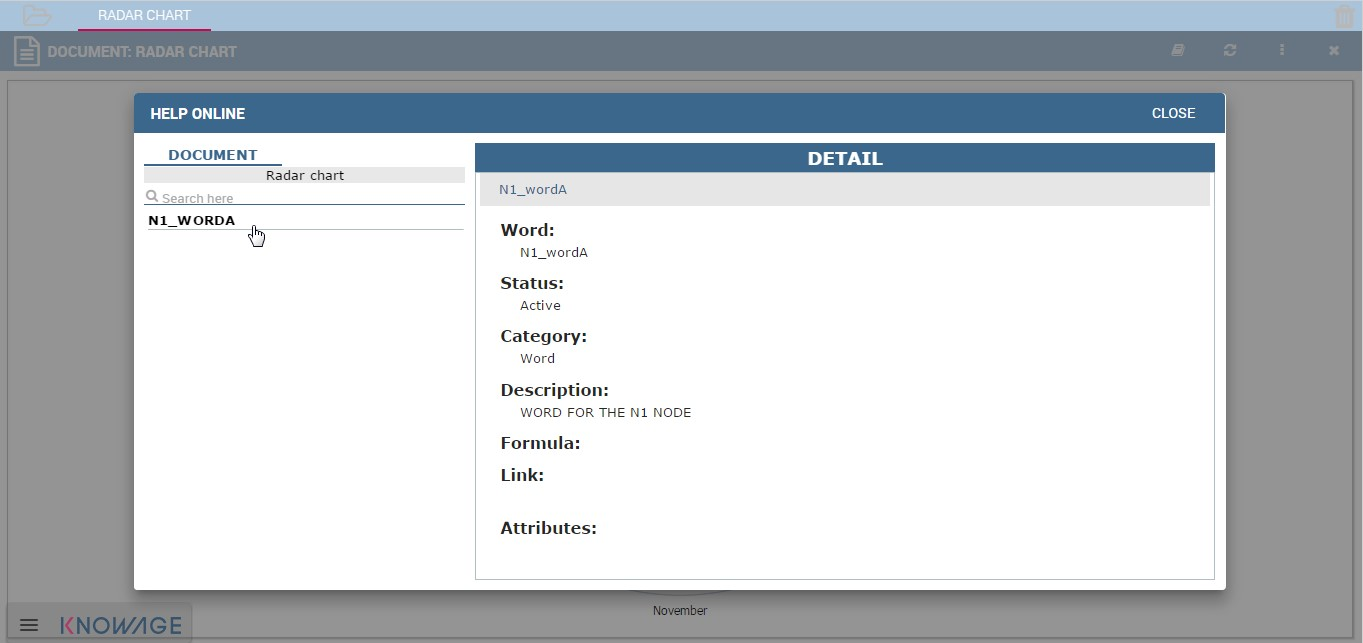 RADAR CHART
DOCUMENT: RADAR CHART
HELP ONLINE
CLOSE
DOCUMENT
Radar chart
Search here
N1_WORDA
DETAIL
N1_wordA
Word:
N1_wordA
Status:
Active
Category:
Word
Description:
WORD FOR THE N1 NODE
Formula:
Link:
Attributes:
November
KNOWAGE